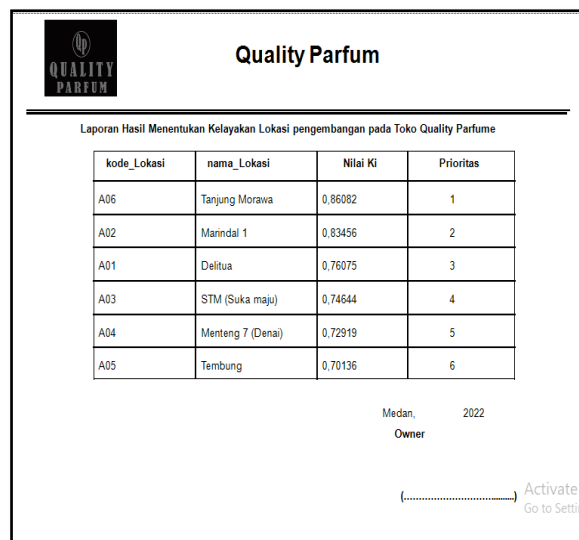 Qp
QUALITY
PARFUM
Quality Parfum
Laporan Hasil Menentukan Kelayakan Lokasi pengembangan pada Toko Quality Parfume
kode_Lokasi nama_Lokasi Nilai Ki Prioritas
A06 Tanjung Morawa 0,86082 1
A02 Marindal 1 0,83456 2
A01 Delitua 0,76075 3
A03 STM (Suka maju) 0,74644 4
A04 Menteng 7 (Denai) 0,72919 5
A05 Tembung 0,70136 6
Medan, 2022
Owner
(.......................................)
Activate
Go to Settin